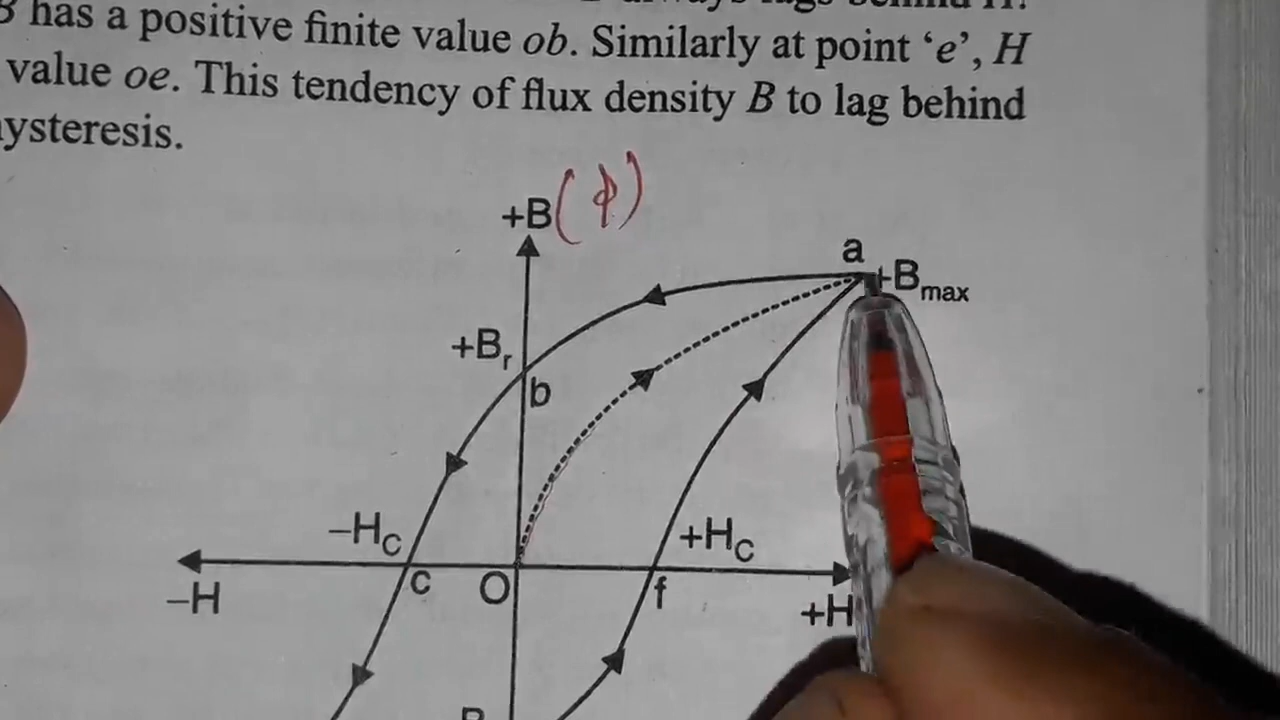 B has a positive finite value ob. Similarly at point ‘e’, H
value oe. This tendency of flux density B to lag behind
ysteresis.
+B(ϕ)
a
+Bmax
+Br
b
–HC
+HC
c
O
f
–H
+H